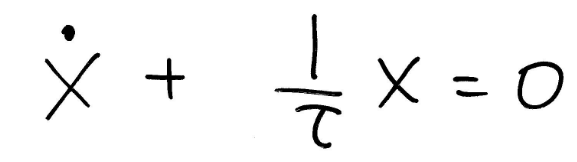 ẋ + 1/τ x = 0